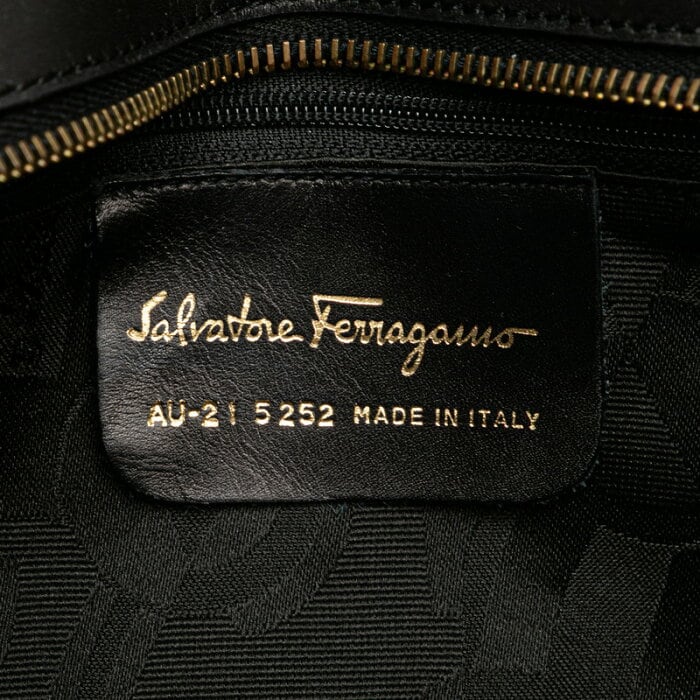 Salvatore Ferragamo
AU-21 5252 MADE IN ITALY